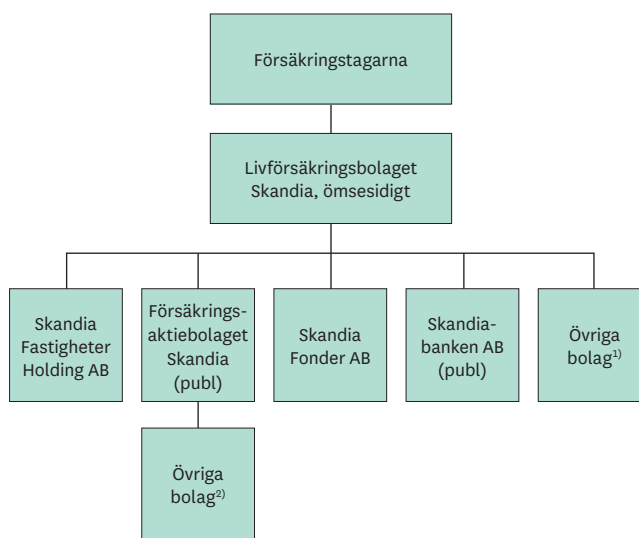 Försäkringstagarna
Livförsäkringsbolaget
Skandia, ömsesidigt
Skandia
Fastigheter
Holding AB
Försäkrings-
aktiebolaget
Skandia
(publ)
Skandia
Fonder AB
Skandia-
banken AB
(publ)
Övriga
bolag¹⁾
Övriga
bolag²⁾